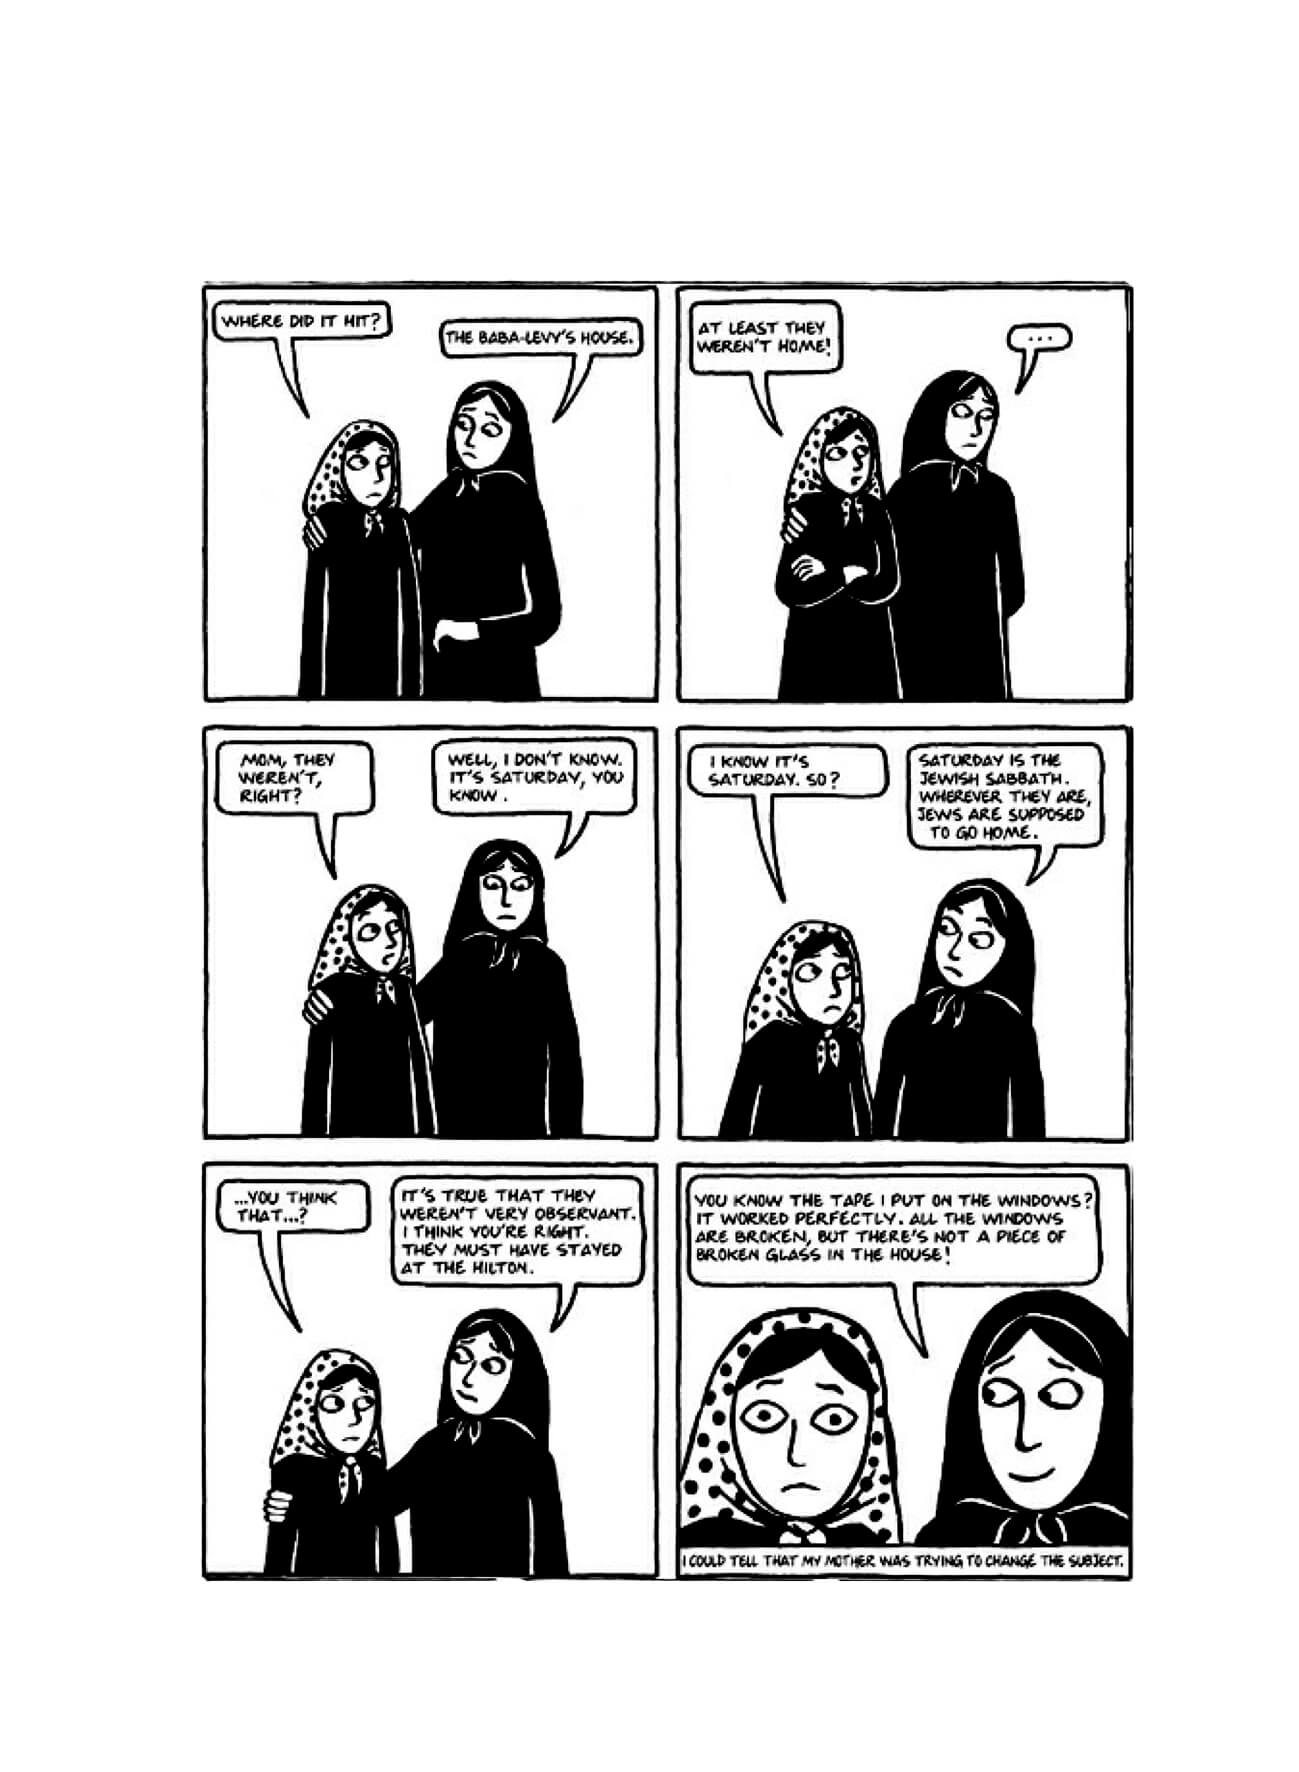 WHERE DID IT HIT?
THE BABA-LEVY'S HOUSE.
AT LEAST THEY
WEREN'T HOME!
...
MOM, THEY
WEREN'T,
RIGHT?
WELL, I DON'T KNOW.
IT'S SATURDAY, YOU
KNOW.
I KNOW IT'S
SATURDAY. SO?
SATURDAY IS THE
JEWISH SABBATH.
WHEREVER THEY ARE,
JEWS ARE SUPPOSED
TO GO HOME.
...YOU THINK
THAT...?
IT'S TRUE THAT THEY
WEREN'T VERY OBSERVANT.
I THINK YOU'RE RIGHT.
THEY MUST HAVE STAYED
AT THE HILTON.
YOU KNOW THE TAPE I PUT ON THE WINDOWS?
IT WORKED PERFECTLY. ALL THE WINDOWS
ARE BROKEN, BUT THERE'S NOT A PIECE OF
BROKEN GLASS IN THE HOUSE!
I COULD TELL THAT MY MOTHER WAS TRYING TO CHANGE THE SUBJECT.